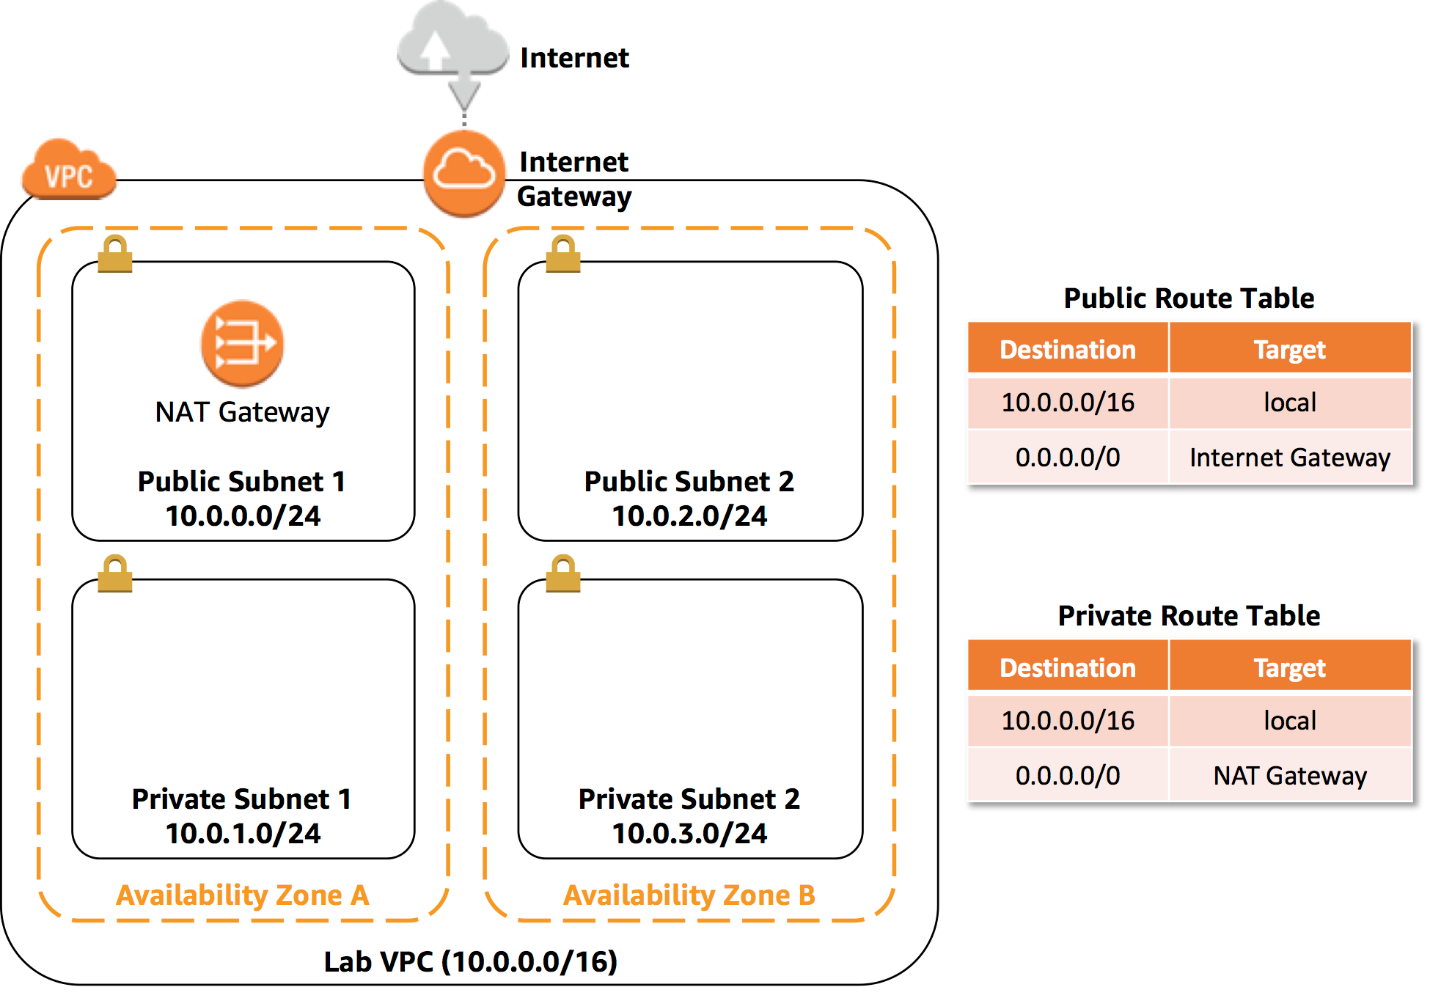 Internet
VPC
Internet
Gateway
NAT Gateway
Public Subnet 1
10.0.0.0/24
Public Subnet 2
10.0.2.0/24
Private Subnet 1
10.0.1.0/24
Private Subnet 2
10.0.3.0/24
Availability Zone A
Availability Zone B
Lab VPC (10.0.0.0/16)
Public Route Table
Destination Target
10.0.0.0/16 local
0.0.0.0/0 Internet Gateway
Private Route Table
Destination Target
10.0.0.0/16 local
0.0.0.0/0 NAT Gateway